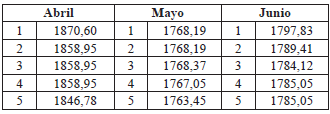 Abril Mayo Junio
1 1870,60 1 1768,19 1 1797,83
2 1858,95 2 1768,19 2 1789,41
3 1858,95 3 1768,37 3 1784,12
4 1858,95 4 1767,05 4 1785,05
5 1846,78 5 1763,45 5 1785,05